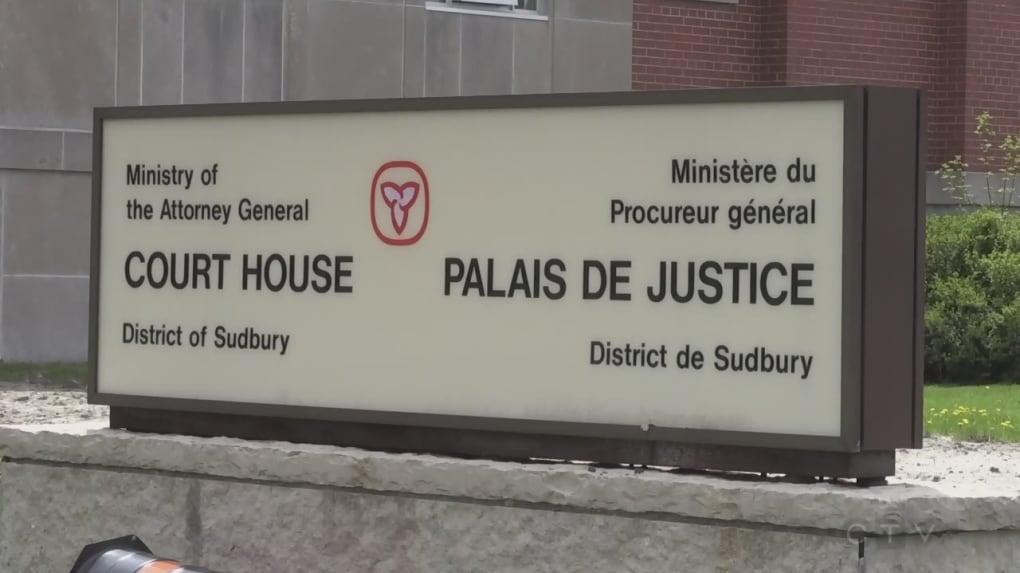 Ministry of
the Attorney General
COURT HOUSE
District of Sudbury
Ministère du
Procureur général
PALAIS DE JUSTICE
District de Sudbury
CTV